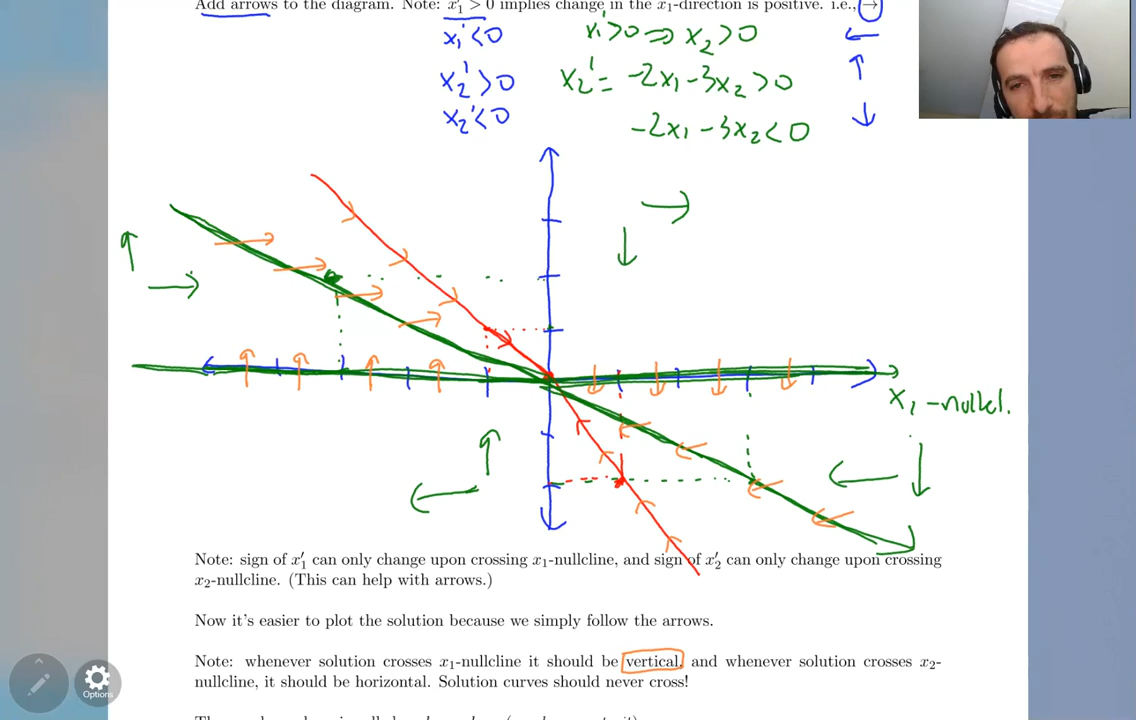 Add arrows to the diagram. Note: x₁′ > 0 implies change in the x₁-direction is positive. i.e., →
x₁′ < 0 x₁′ > 0 ⇒ x₂ > 0 ←
x₂′ > 0 x₂′ = -2x₁ - 3x₂ > 0 ↑
x₂′ < 0 -2x₁ - 3x₂ < 0 ↓
x₁-nullcl.
Note: sign of x₁′ can only change upon crossing x₁-nullcline, and sign of x₂′ can only change upon crossing
x₂-nullcline. (This can help with arrows.)
Now it's easier to plot the solution because we simply follow the arrows.
Note: whenever solution crosses x₁-nullcline it should be vertical, and whenever solution crosses x₂-
nullcline, it should be horizontal. Solution curves should never cross!
Options